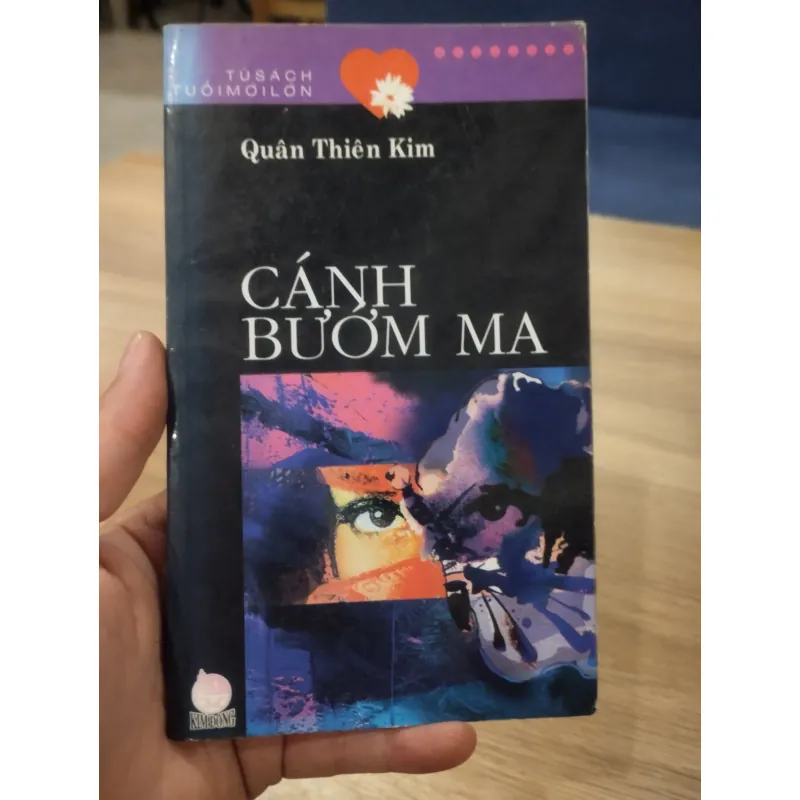 TỦ SÁCH
TUỔI MỚI LỚN
Quân Thiên Kim
CÁNH
BƯỚM MA
KIM ĐỒNG